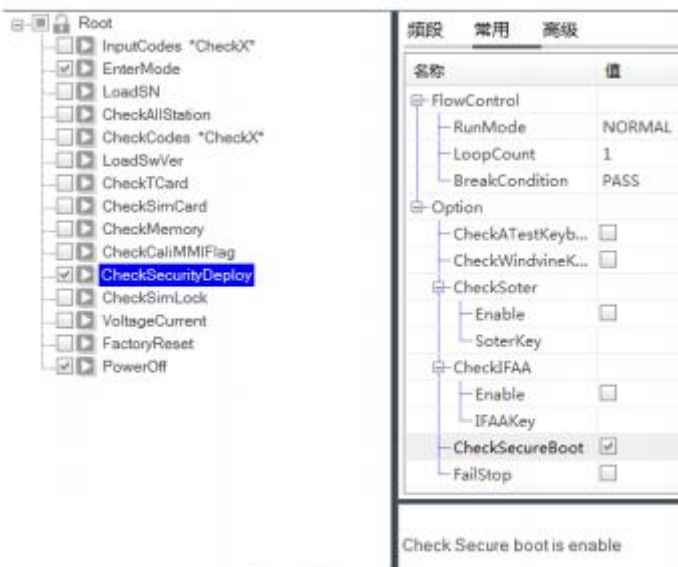 Root
InputCodes "CheckX"
EnterMode
LoadSN
CheckAllStation
CheckCodes "CheckX"
LoadSwVer
CheckTCard
CheckSimCard
CheckMemory
CheckCaliMMIFlag
CheckSecurityDeploy
CheckSimLock
VoltageCurrent
FactoryReset
PowerOff
频段 常用 高级
名称 值
FlowControl
RunMode NORMAL
LoopCount 1
BreakCondition PASS
Option
CheckATestKeyb...
CheckWindvineK...
CheckSoter
Enable
SoterKey
CheckIFAA
Enable
IFAAKey
CheckSecureBoot
FailStop
Check Secure boot is enable